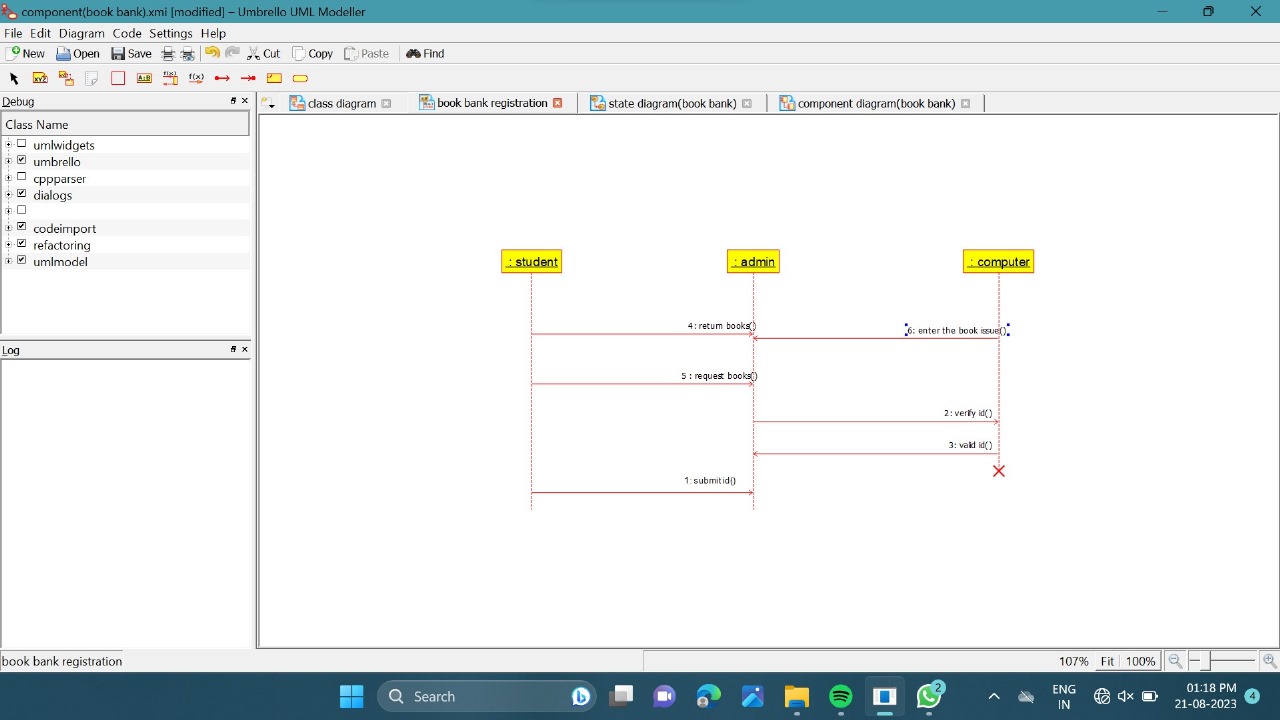 component(book bank).xmi [modified] – Umbrello UML Modeller
File Edit Diagram Code Settings Help
New Open Save Cut Copy Paste Find
XYZ A:B f(x) f(x)
Debug
class diagram book bank registration state diagram(book bank) component diagram(book bank)
Class Name
umlwidgets
umbrello
cppparser
dialogs
codeimport
refactoring
umlmodel
Log
: student : admin : computer
4 : return books()
6: enter the book issue()
5 : request books()
2: verify id()
3: valid id()
1: submit id()
book bank registration
107% Fit 100%
Search
2
ENG
IN
01:18 PM
21-08-2023
4